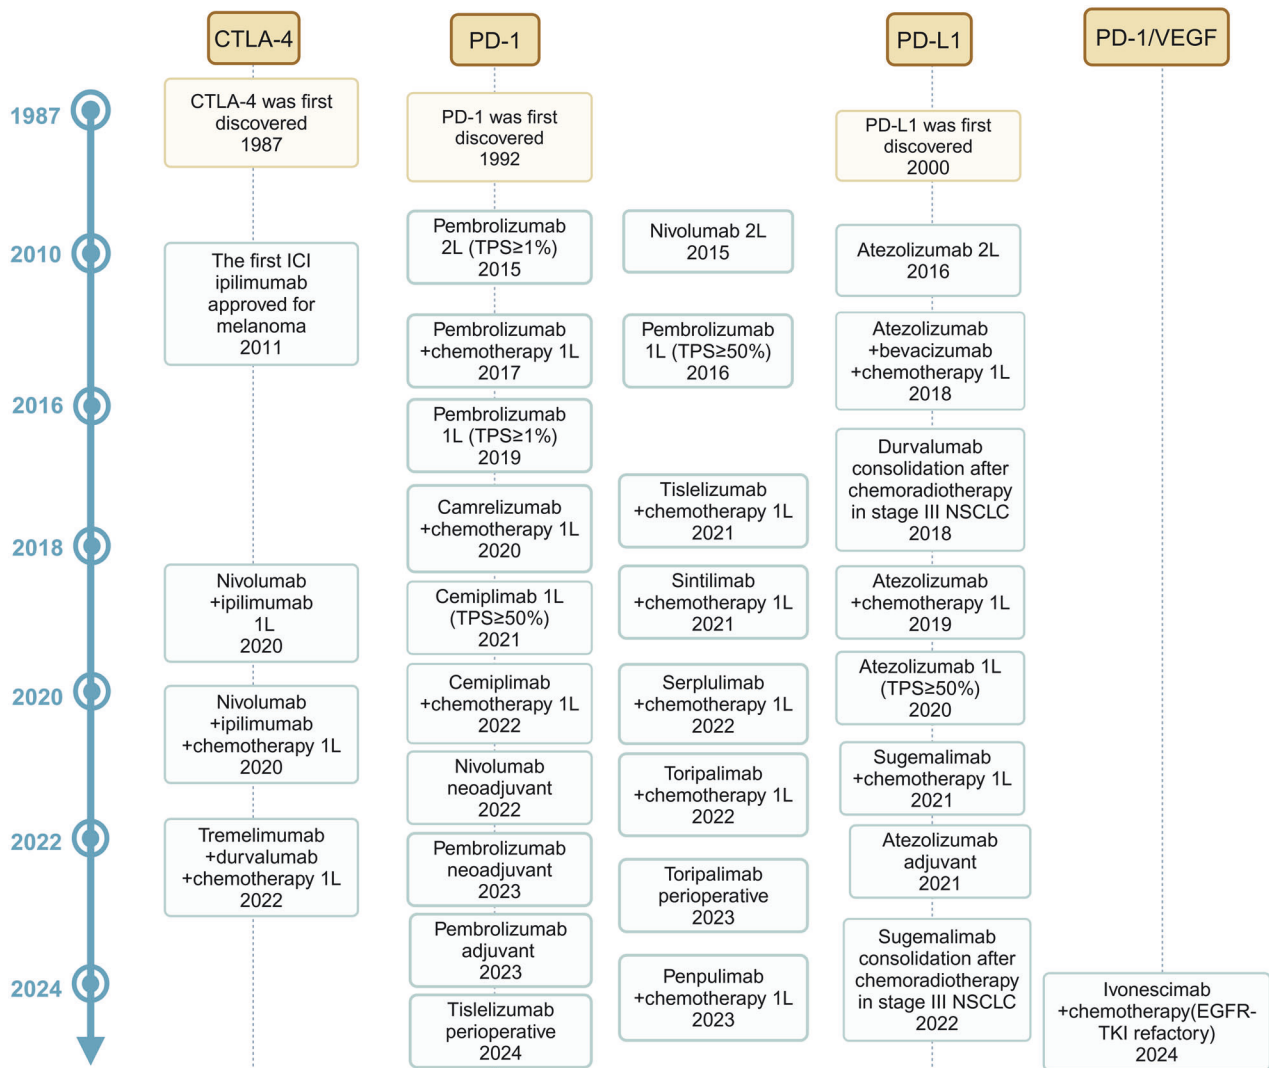 CTLA-4
PD-1
PD-L1
PD-1/VEGF
1987
2010
2016
2018
2020
2022
2024
CTLA-4 was first
discovered
1987
The first ICI
ipilimumab
approved for
melanoma
2011
Nivolumab
+ipilimumab
1L
2020
Nivolumab
+ipilimumab
+chemotherapy 1L
2020
Tremelimumab
+durvalumab
+chemotherapy 1L
2022
PD-1 was first
discovered
1992
Pembrolizumab
2L (TPS≥1%)
2015
Pembrolizumab
+chemotherapy 1L
2017
Pembrolizumab
1L (TPS≥1%)
2019
Camrelizumab
+chemotherapy 1L
2020
Cemiplimab 1L
(TPS≥50%)
2021
Cemiplimab
+chemotherapy 1L
2022
Nivolumab
neoadjuvant
2022
Pembrolizumab
neoadjuvant
2023
Pembrolizumab
adjuvant
2023
Tislelizumab
perioperative
2024
Nivolumab 2L
2015
Pembrolizumab
1L (TPS≥50%)
2016
Tislelizumab
+chemotherapy 1L
2021
Sintilimab
+chemotherapy 1L
2021
Serplulimab
+chemotherapy 1L
2022
Toripalimab
+chemotherapy 1L
2022
Toripalimab
perioperative
2023
Penpulimab
+chemotherapy 1L
2023
PD-L1 was first
discovered
2000
Atezolizumab 2L
2016
Atezolizumab
+bevacizumab
+chemotherapy 1L
2018
Durvalumab
consolidation after
chemoradiotherapy
in stage III NSCLC
2018
Atezolizumab
+chemotherapy 1L
2019
Atezolizumab 1L
(TPS≥50%)
2020
Sugemalimab
+chemotherapy 1L
2021
Atezolizumab
adjuvant
2021
Sugemalimab
consolidation after
chemoradiotherapy
in stage III NSCLC
2022
Ivonescimab
+chemotherapy(EGFR-
TKI refactory)
2024